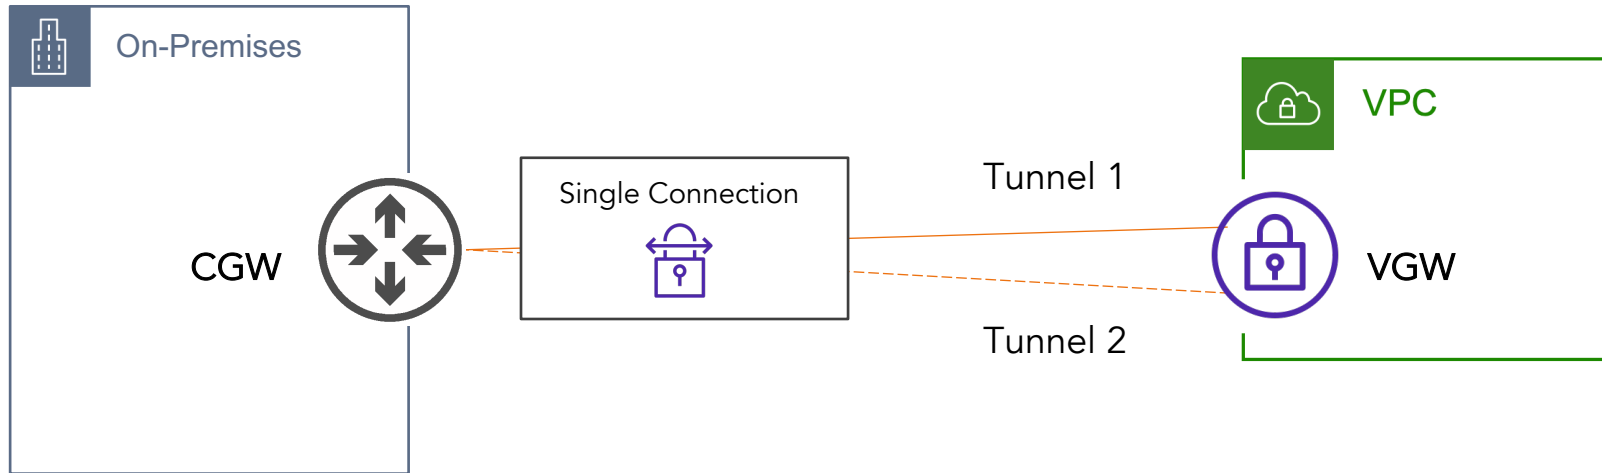 On-Premises
VPC
Tunnel 1
Single Connection
CGW
VGW
Tunnel 2